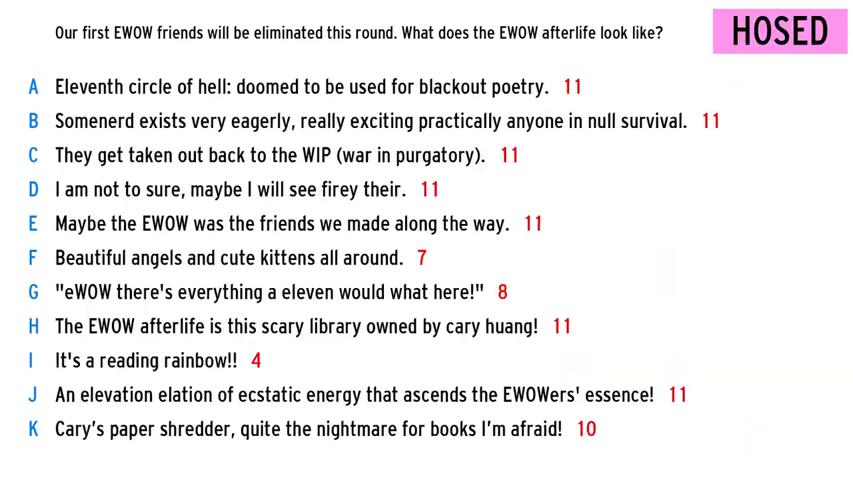 Our first EWOW friends will be eliminated this round. What does the EWOW afterlife look like?
HOSED
A Eleventh circle of hell: doomed to be used for blackout poetry. 11
B Somenerd exists very eagerly, really exciting practically anyone in null survival. 11
C They get taken out back to the WIP (war in purgatory). 11
D I am not to sure, maybe I will see firey their. 11
E Maybe the EWOW was the friends we made along the way. 11
F Beautiful angels and cute kittens all around. 7
G "eWOW there's everything a eleven would what here!" 8
H The EWOW afterlife is this scary library owned by cary huang! 11
I It's a reading rainbow!! 4
J An elevation elation of ecstatic energy that ascends the EWOWers' essence! 11
K Cary’s paper shredder, quite the nightmare for books I’m afraid! 10